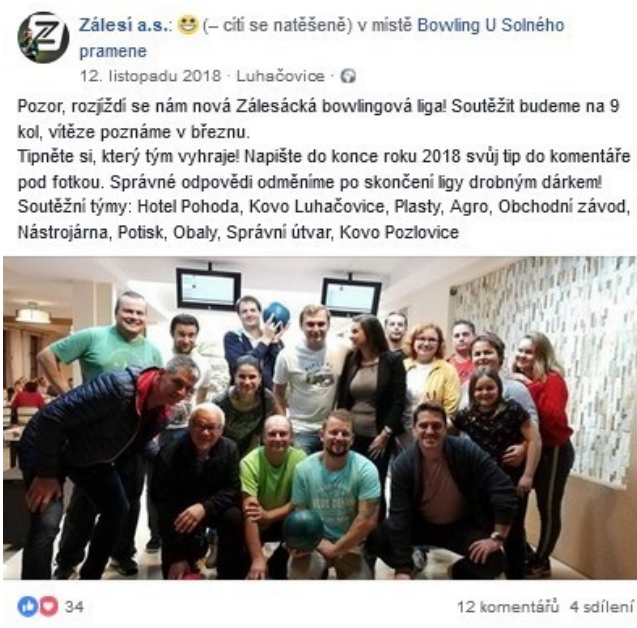 Zálesí a.s.: 😀 (– cítí se natěšeně) v místě Bowling U Solného
pramene
12. listopadu 2018 · Luhačovice ·
Pozor, rozjíždí se nám nová Zálesácká bowlingová liga! Soutěžit budeme na 9
kol, vítěze poznáme v březnu.
Tipněte si, který tým vyhraje! Napište do konce roku 2018 svůj tip do komentáře
pod fotkou. Správné odpovědi odměníme po skončení ligy drobným dárkem!
Soutěžní týmy: Hotel Pohoda, Kovo Luhačovice, Plasty, Agro, Obchodní závod,
Nástrojárna, Potisk, Obaly, Správní útvar, Kovo Pozlovice
34
12 komentářů 4 sdílení